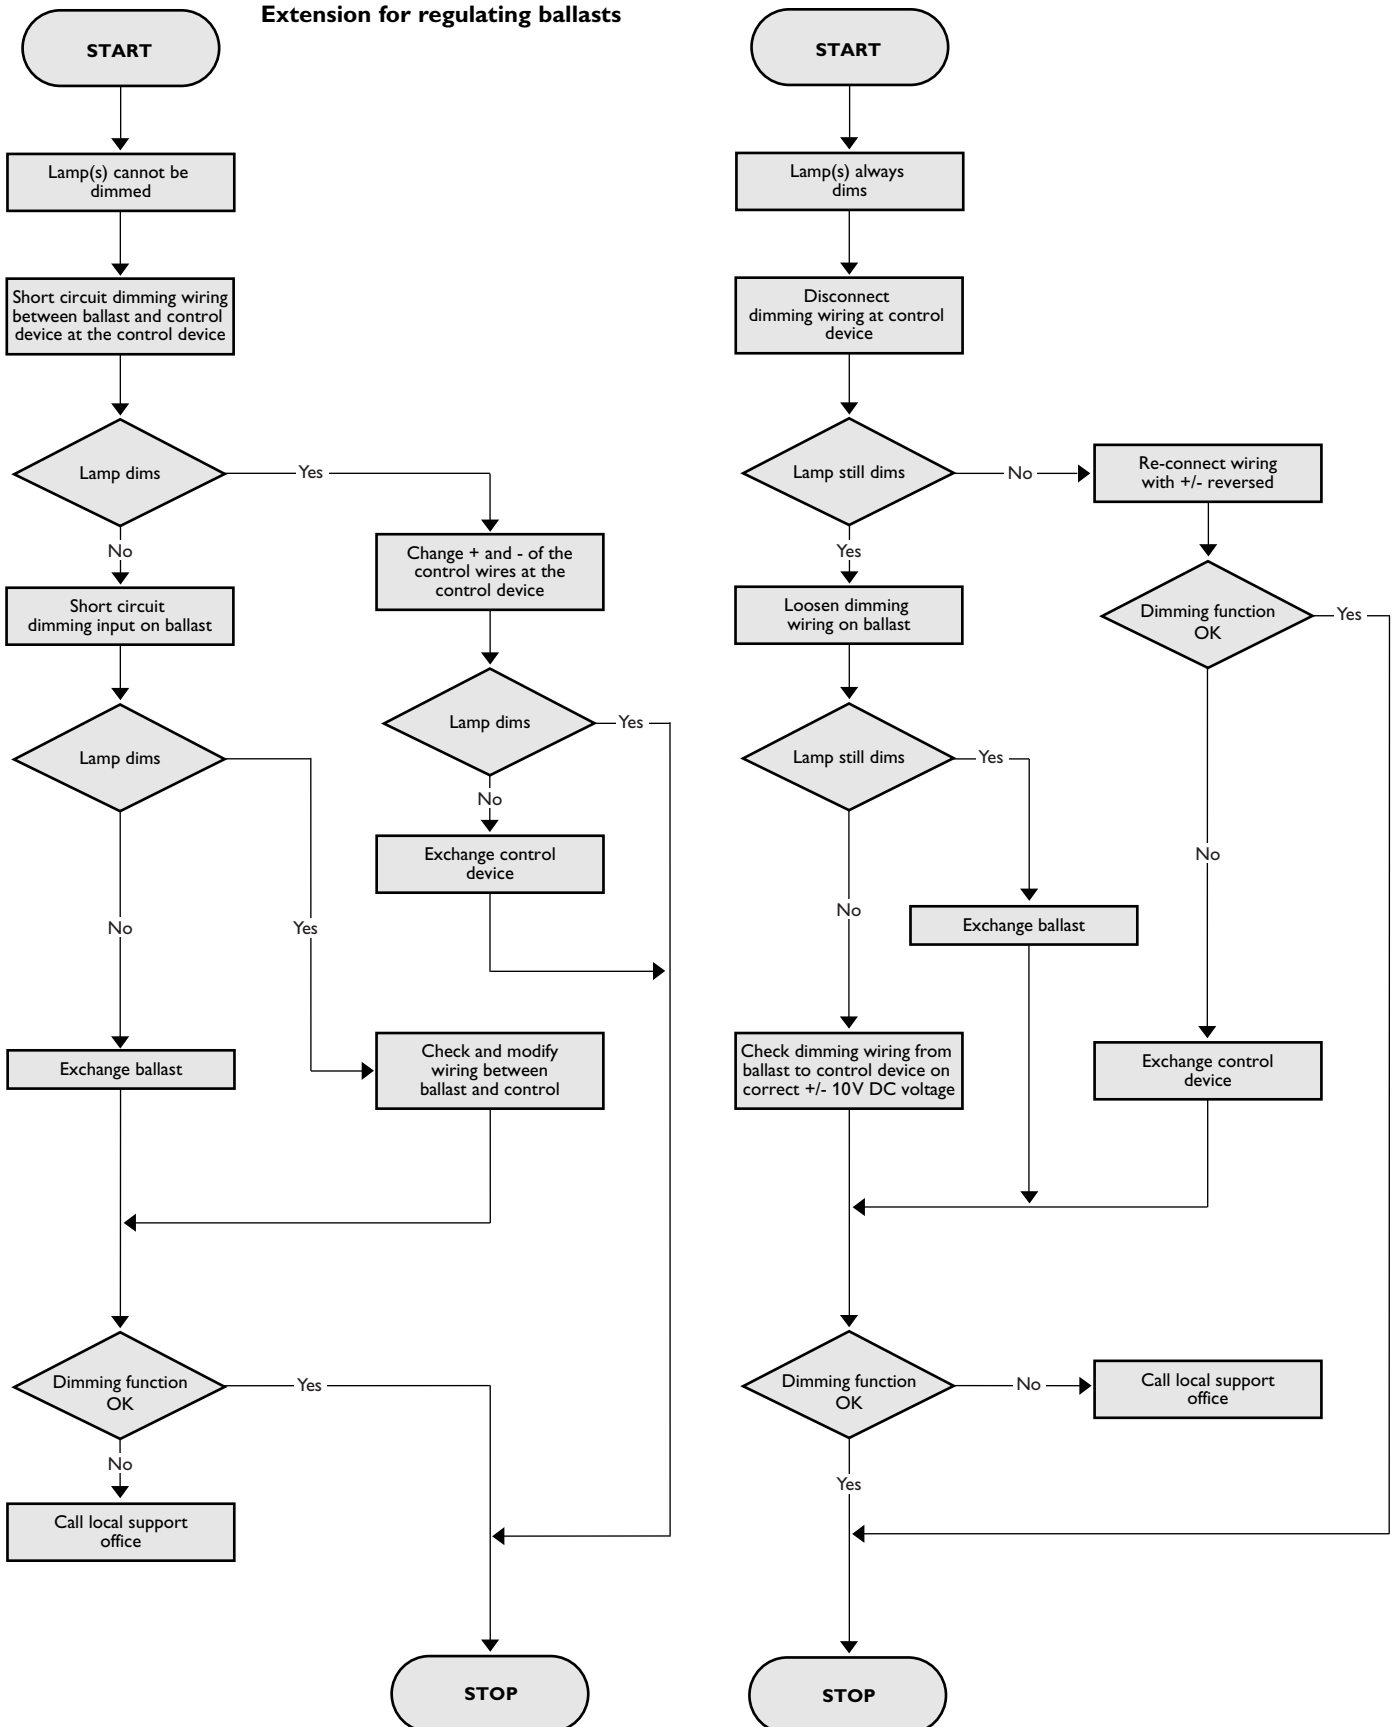 Extension for regulating ballasts
START
Lamp(s) cannot be
dimmed
Short circuit dimming wiring
between ballast and control
device at the control device
Lamp dims
Yes
No
Change + and - of the
control wires at the
control device
Short circuit
dimming input on ballast
Lamp dims
Yes
Lamp dims
No
Exchange control
device
No
Yes
Exchange ballast
Check and modify
wiring between
ballast and control
Dimming function
OK
Yes
No
Call local support
office
STOP
START
Lamp(s) always
dims
Disconnect
dimming wiring at control
device
Lamp still dims
No
Re-connect wiring
with +/- reversed
Yes
Loosen dimming
wiring on ballast
Dimming function
OK
Yes
Lamp still dims
Yes
No
No
Exchange ballast
Check dimming wiring from
ballast to control device on
correct +/- 10V DC voltage
Exchange control
device
Dimming function
OK
No
Call local support
office
Yes
STOP